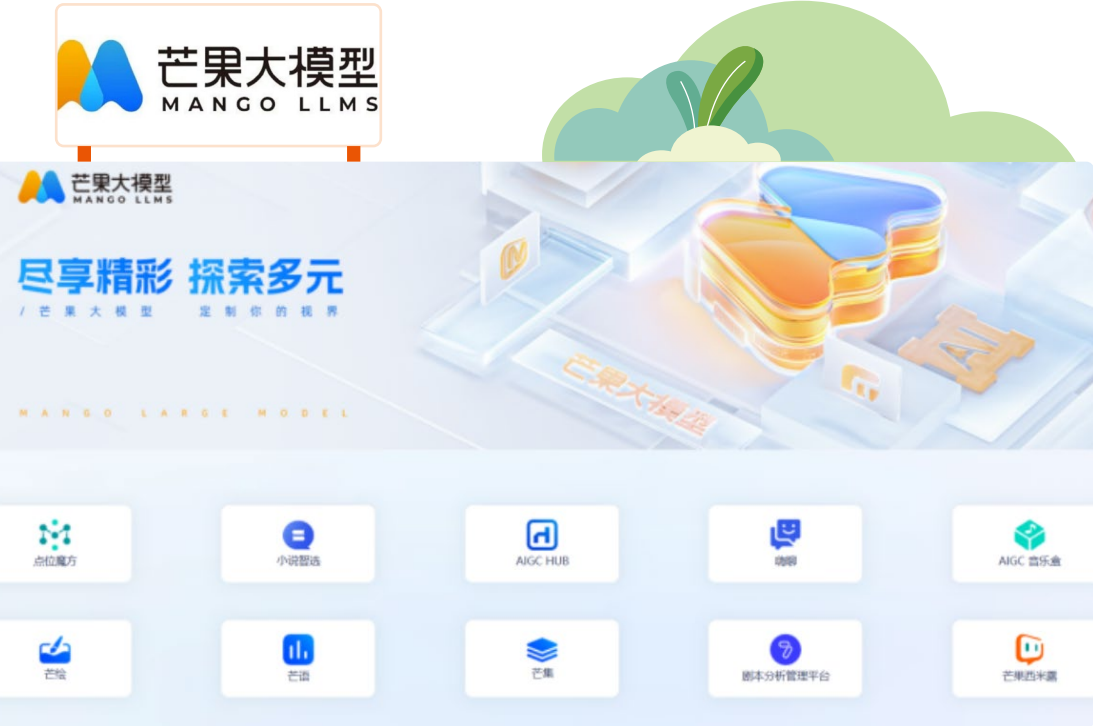 芒果大模型
MANGO LLMS
芒果大模型
MANGO LLMS
尽享精彩 探索多元
/芒果大模型 定制你的视界
MANGO LARGE MODEL
芒果大模型
AI
点位魔方
小说智选
AIGC HUB
嗨聊
AIGC 音乐盒
芒绘
芒语
芒集
剧本分析管理平台
芒果西米露